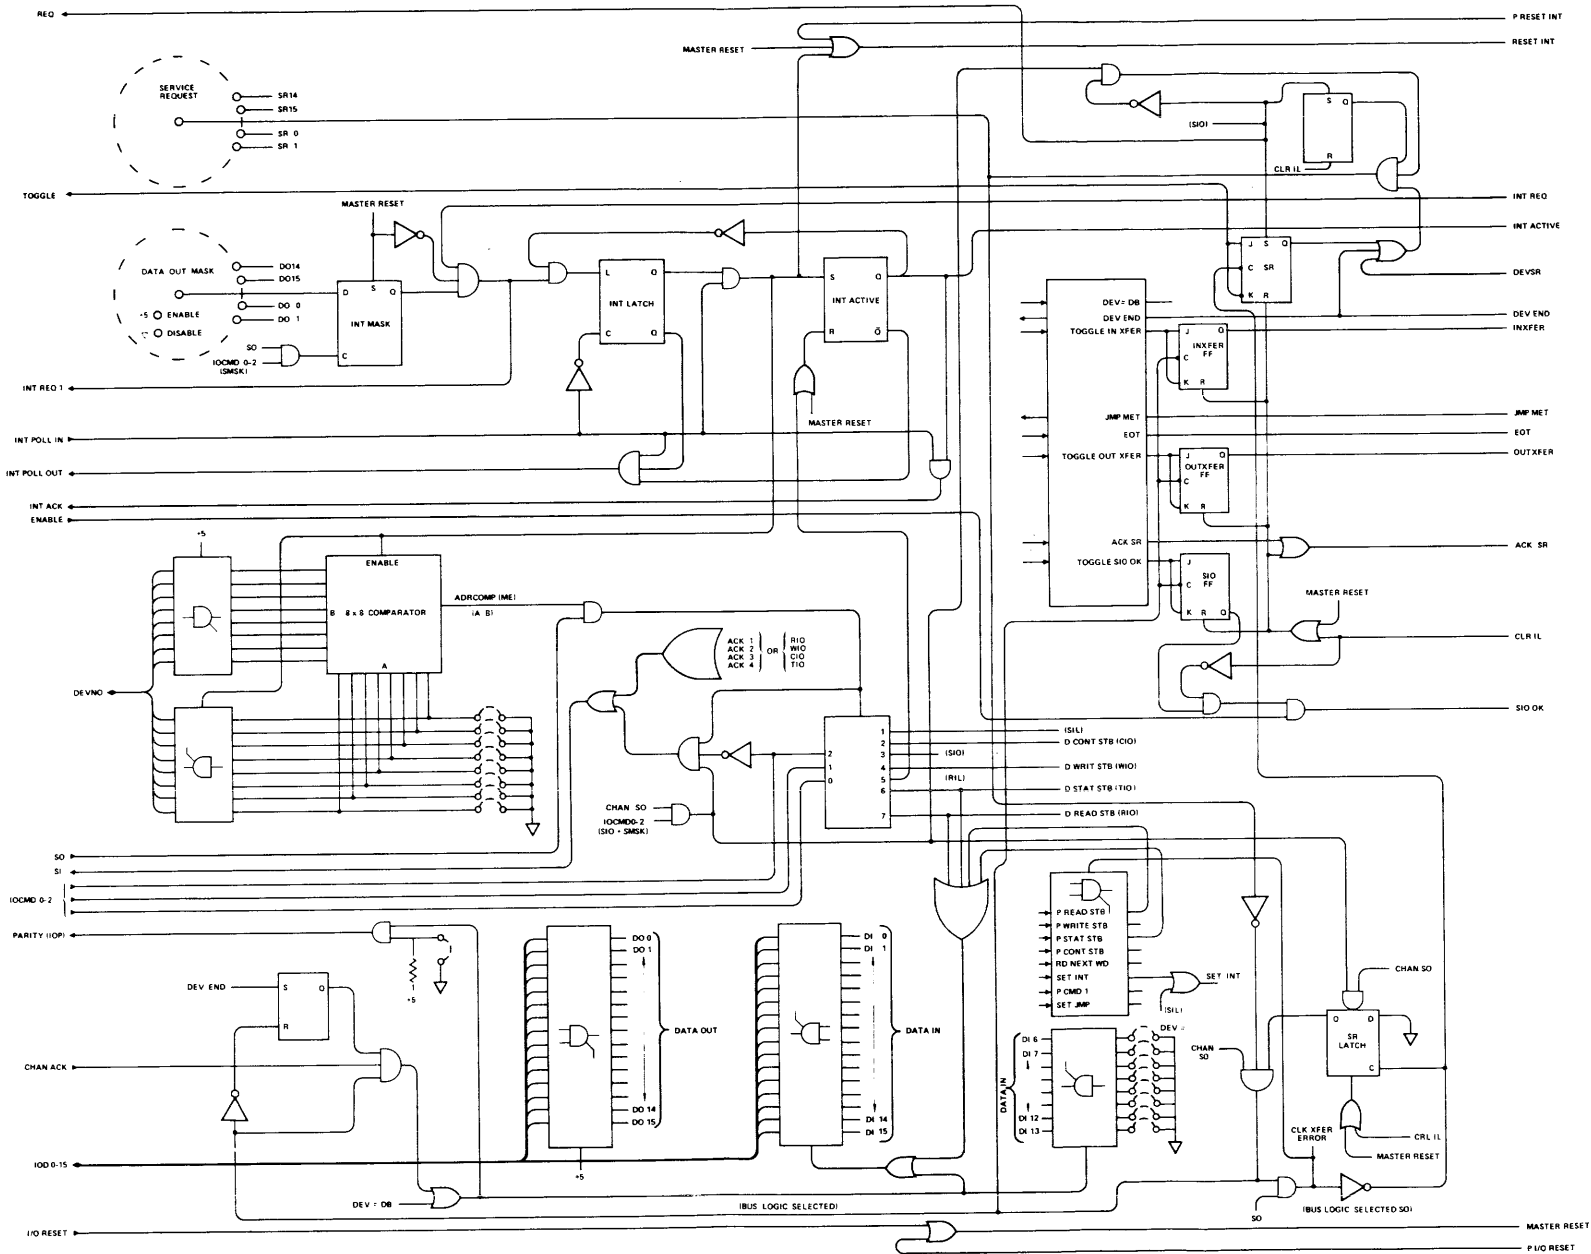 REQ
P RESET INT
MASTER RESET
RESET INT
SERVICE REQUEST
SR14
SR15
SR 0
SR 1
(SIO)
S Q
R
CLR IL
TOGGLE
MASTER RESET
INT REQ
INT ACTIVE
DATA OUT MASK
DO14
DO15
DO 0
DO 1
+5 ENABLE
DISABLE
D S Q
INT MASK
C
SO
IOCMD 0-2
(SMSK)
L Q
INT LATCH
C Q
S Q
INT ACTIVE
R Q
J S Q
C SR
K R
DEVSR
DEV = DB
DEV END
DEV END
TOGGLE IN XFER
J Q
INXFER
FF
C
K R
INXFER
INT REQ 1
MASTER RESET
JMP MET
JMP MET
INT POLL IN
EOT
EOT
TOGGLE OUT XFER
J Q
OUTXFER
FF
C
K R
OUTXFER
INT POLL OUT
INT ACK
ENABLE
+5
ENABLE
B 8 x 8 COMPARATOR
A
ADRCOMP (ME)
(A B)
ACK SR
ACK SR
TOGGLE SIO OK
J
SIO
FF
C
K R Q
MASTER RESET
CLR IL
ACK 1
ACK 2
ACK 3
ACK 4
OR
RIO
WIO
CIO
TIO
DEVNO
SIO OK
2
1
0
1
2
3
4
5
6
7
(SIL)
D CONT STB (CIO)
(SIO)
D WRIT STB (WIO)
(RIL)
D STAT STB (TIO)
D READ STB (RIO)
CHAN SO
IOCMD0-2
(SIO + SMSK)
SO
SI
IOCMD 0-2
PARITY (IOP)
+5
P READ STB
P WRITE STB
P STAT STB
P CONT STB
RD NEXT WD
SET INT
P CMD 1
SET JMP
SET INT
(SIL)
DEV END
S Q
R
CHAN ACK
DO 0
DO 1
DATA OUT
DO 14
DO 15
+5
DI 0
DI 1
DATA IN
DI 14
DI 15
DATA IN
DI 6
DI 7
DI 12
DI 13
DEV =
CHAN SO
CHAN SO
Q Q
SR
LATCH
C
CRL IL
MASTER RESET
CLK XFER
ERROR
IOD 0-15
DEV = DB
(BUS LOGIC SELECTED)
SO
(BUS LOGIC SELECTED SO)
I/O RESET
MASTER RESET
P I/O RESET